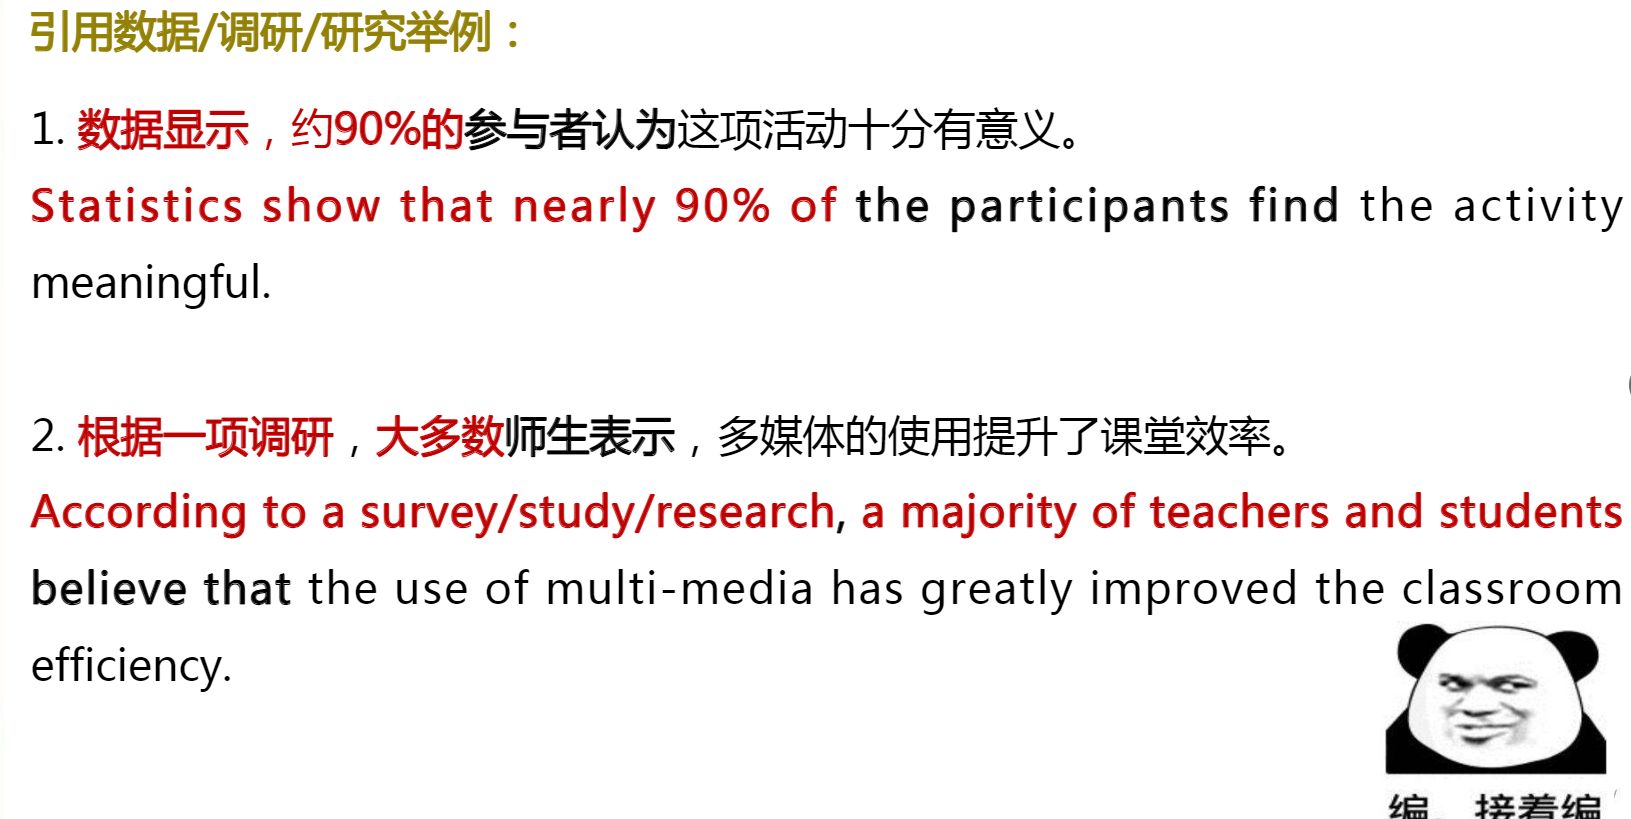 引用数据/调研/研究举例：
1. 数据显示，约90%的参与者认为这项活动十分有意义。
Statistics show that nearly 90% of the participants find the activity
meaningful.
2. 根据一项调研，大多数师生表示，多媒体的使用提升了课堂效率。
According to a survey/study/research, a majority of teachers and students
believe that the use of multi-media has greatly improved the classroom
efficiency.
编、接着编